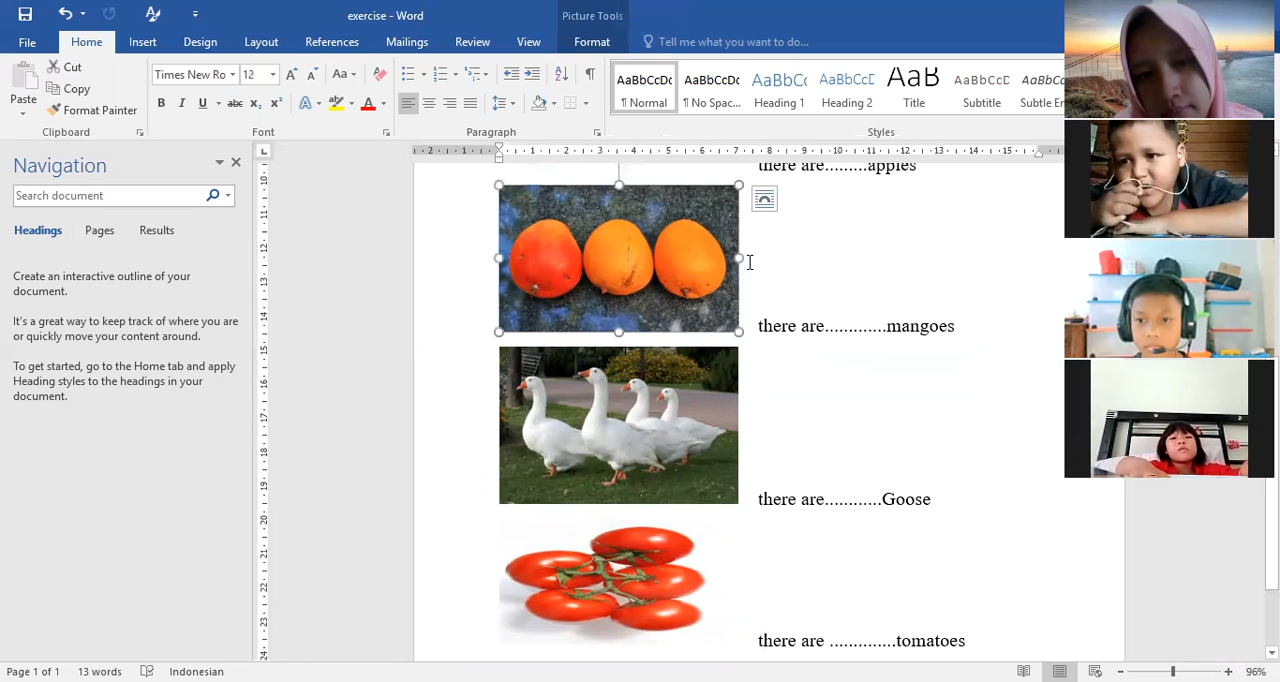 exercise - Word
Picture Tools
File
Home
Insert
Design
Layout
References
Mailings
Review
View
Format
Tell me what you want to do...
Paste
Cut
Copy
Format Painter
Clipboard
Times New Ro
12
Font
Paragraph
AaBbCcDc
¶ Normal
AaBbCcDc
¶ No Spac...
AaBbCc
Heading 1
AaBbCcD
Heading 2
AaB
Title
AaBbCcD
Subtitle
AaBbCcD
Subtle Em
Styles
Navigation
Search document
Headings
Pages
Results
Create an interactive outline of your
document.
It's a great way to keep track of where you are
or quickly move your content around.
To get started, go to the Home tab and apply
Heading styles to the headings in your
document.
there are.........apples
there are.............mangoes
there are............Goose
there are ..............tomatoes
Page 1 of 1
13 words
Indonesian
96%